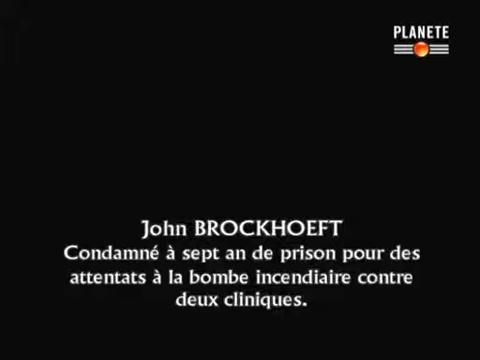 PLANETE
John BROCKHOEFT
Condamné à sept an de prison pour des
attentats à la bombe incendiaire contre
deux cliniques.